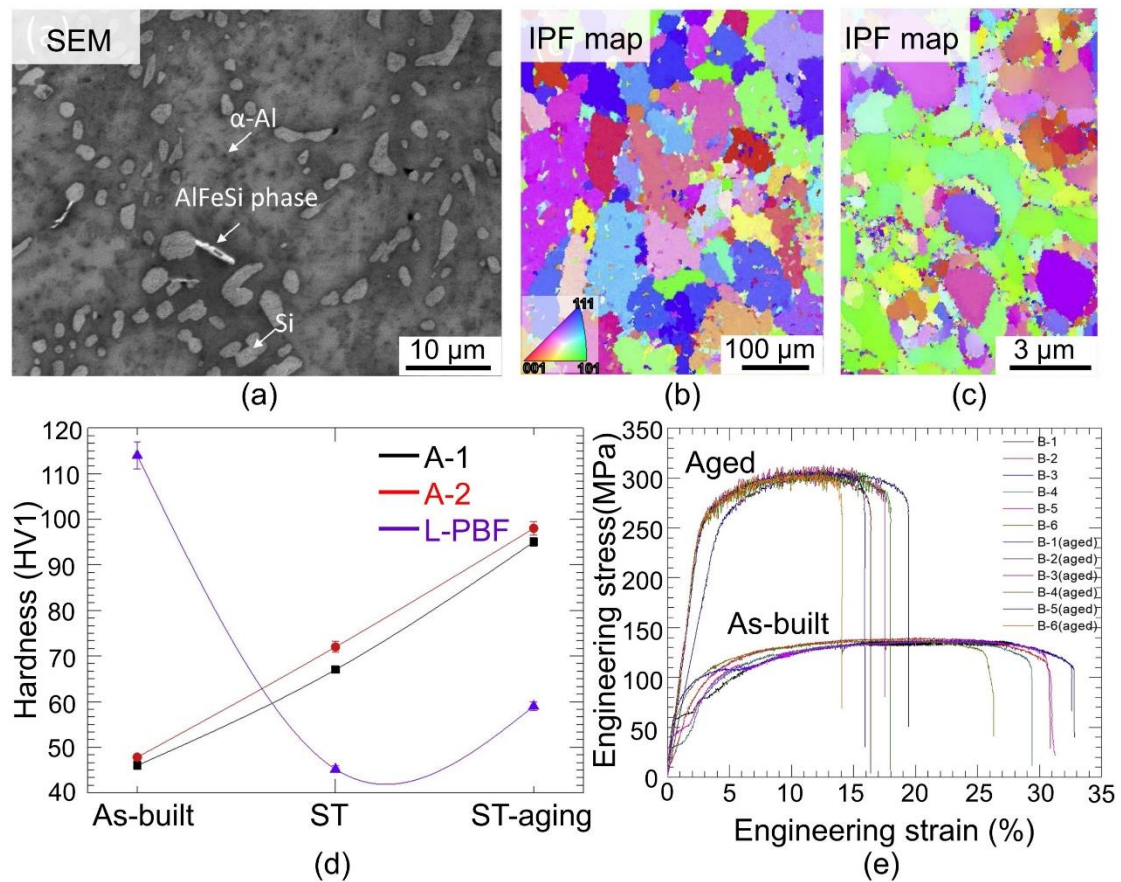 (a) SEM
α-Al
AlFeSi phase
Si
10 µm
(a)
IPF map
111
001
101
100 µm
(b)
IPF map
3 µm
(c)
Hardness (HV1)
120
110
100
90
80
70
60
50
40
A-1
A-2
L-PBF
As-built
ST
ST-aging
(d)
Engineering stress(MPa)
350
300
250
200
150
100
50
0
Aged
As-built
B-1
B-2
B-3
B-4
B-5
B-6
B-1(aged)
B-2(aged)
B-3(aged)
B-4(aged)
B-5(aged)
B-6(aged)
0 5 10 15 20 25 30 35
Engineering strain (%)
(e)